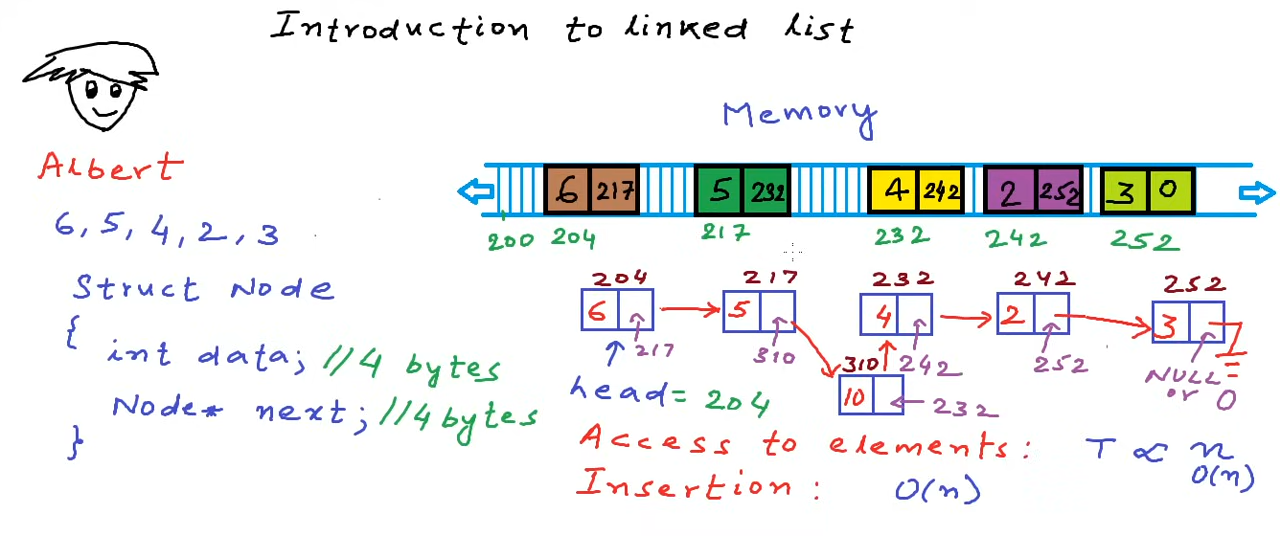 Introduction to linked list
Albert
6, 5, 4, 2, 3
Struct Node
{
int data; //4 bytes
Node* next; //4 bytes
}
Memory
6 217 5 232 4 242 2 252 3 0
200 204 217 232 242 252
204 217 232 242 252
6 5 4 2 3
217 310 242 252 NULL or 0
310
10 232
head = 204
Access to elements: T ∝ n
O(n)
Insertion: O(n)